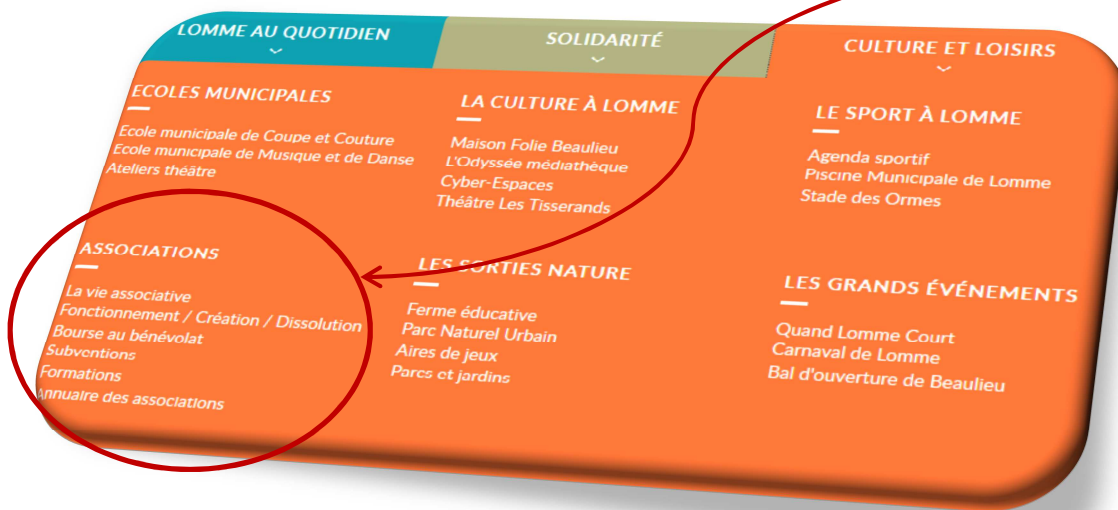 LOMME AU QUOTIDIEN
SOLIDARITÉ
CULTURE ET LOISIRS
ECOLES MUNICIPALES
Ecole municipale de Coupe et Couture
Ecole municipale de Musique et de Danse
Ateliers théâtre
LA CULTURE À LOMME
Maison Folie Beaulieu
L'Odyssée médiathèque
Cyber-Espaces
Théâtre Les Tisserands
LE SPORT À LOMME
Agenda sportif
Piscine Municipale de Lomme
Stade des Ormes
ASSOCIATIONS
La vie associative
Fonctionnement / Création / Dissolution
Bourse au bénévolat
Subventions
Formations
Annuaire des associations
LES SORTIES NATURE
Ferme éducative
Parc Naturel Urbain
Aires de jeux
Parcs et jardins
LES GRANDS ÉVÉNEMENTS
Quand Lomme Court
Carnaval de Lomme
Bal d'ouverture de Beaulieu